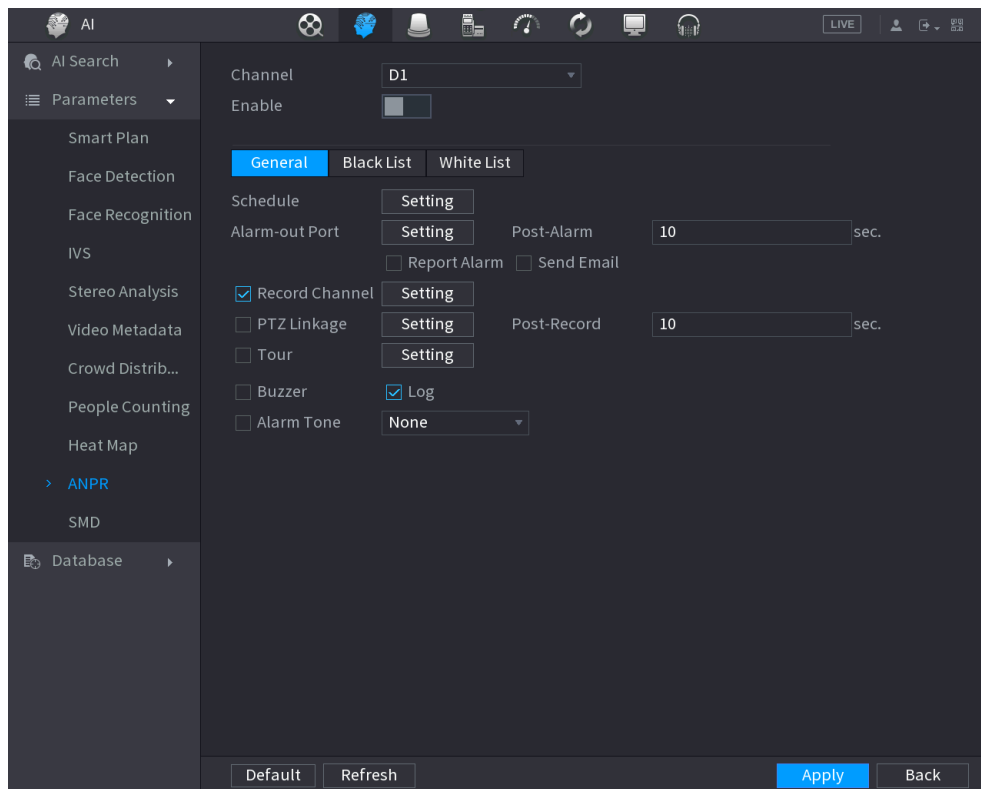 AI
LIVE
AI Search
Parameters
Smart Plan
Face Detection
Face Recognition
IVS
Stereo Analysis
Video Metadata
Crowd Distrib...
People Counting
Heat Map
ANPR
SMD
Database
Channel D1
Enable
General Black List White List
Schedule Setting
Alarm-out Port Setting Post-Alarm 10 sec.
Report Alarm Send Email
Record Channel Setting
PTZ Linkage Setting Post-Record 10 sec.
Tour Setting
Buzzer Log
Alarm Tone None
Default Refresh Apply Back